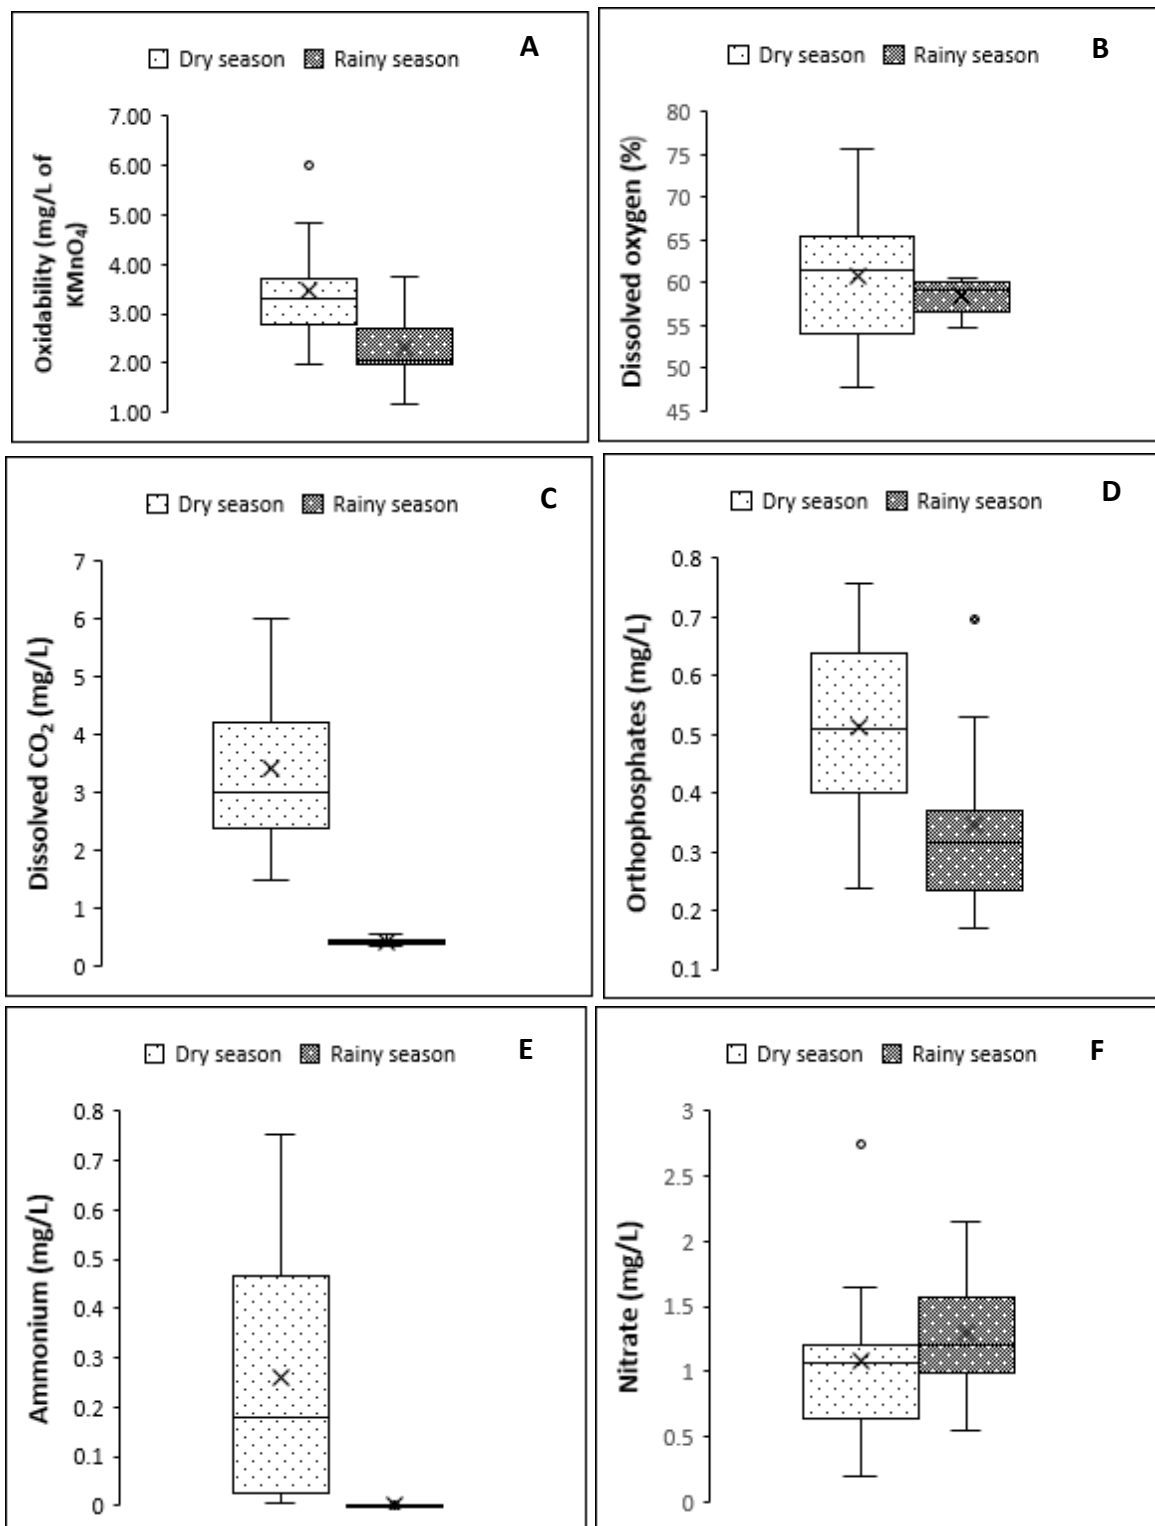 A
Dry season Rainy season
7.00
6.00
5.00
4.00
3.00
2.00
1.00
Oxidability (mg/L of
KMnO₄)
B
Dry season Rainy season
80
75
70
65
60
55
50
45
Dissolved oxygen (%)
C
Dry season Rainy season
7
6
5
4
3
2
1
0
Dissolved CO₂ (mg/L)
D
Dry season Rainy season
0.8
0.7
0.6
0.5
0.4
0.3
0.2
0.1
Orthophosphates (mg/L)
E
Dry season Rainy season
0.8
0.7
0.6
0.5
0.4
0.3
0.2
0.1
0
Ammonium (mg/L)
F
Dry season Rainy season
3
2.5
2
1.5
1
0.5
0
Nitrate (mg/L)